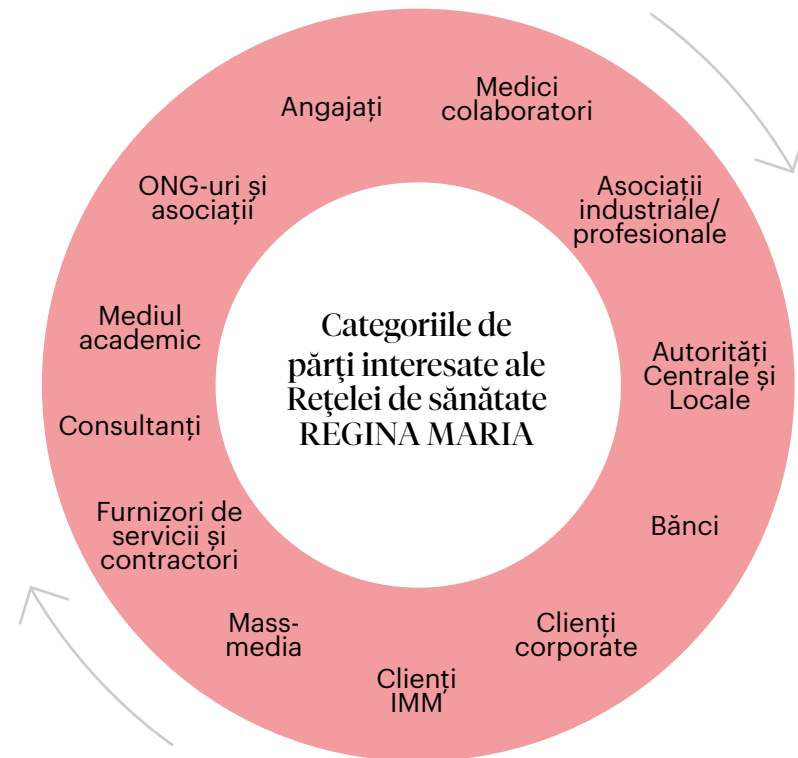 Angajați
Medici
colaboratori
ONG-uri și
asociații
Asociații
industriale/
profesionale
Mediul
academic
Categoriile de
părţi interesate ale
Reţelei de sănătate
REGINA MARIA
Autorități
Centrale și
Locale
Consultanți
Furnizori de
servicii și
contractori
Bănci
Mass-
media
Clienți
corporate
Clienți
IMM